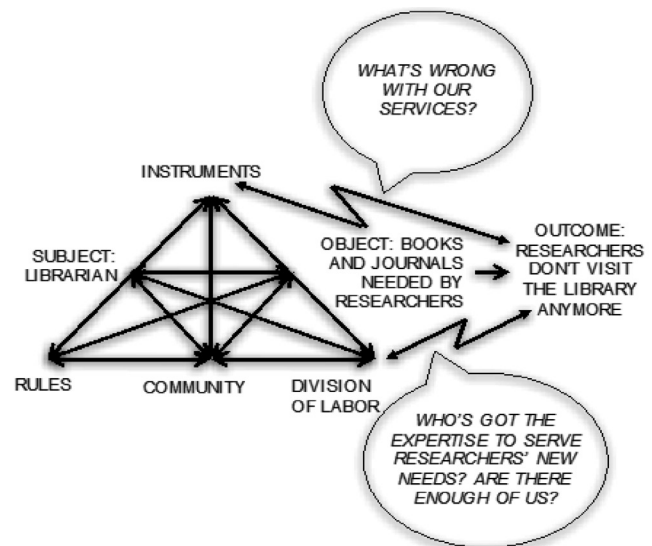 WHAT'S WRONG
WITH OUR
SERVICES?
INSTRUMENTS
SUBJECT:
LIBRARIAN
OBJECT: BOOKS
AND JOURNALS
NEEDED BY
RESEARCHERS
OUTCOME:
RESEARCHERS
DON'T VISIT
THE LIBRARY
ANYMORE
RULES
COMMUNITY
DIVISION
OF LABOR
WHO'S GOT THE
EXPERTISE TO SERVE
RESEARCHERS' NEW
NEEDS? ARE THERE
ENOUGH OF US?